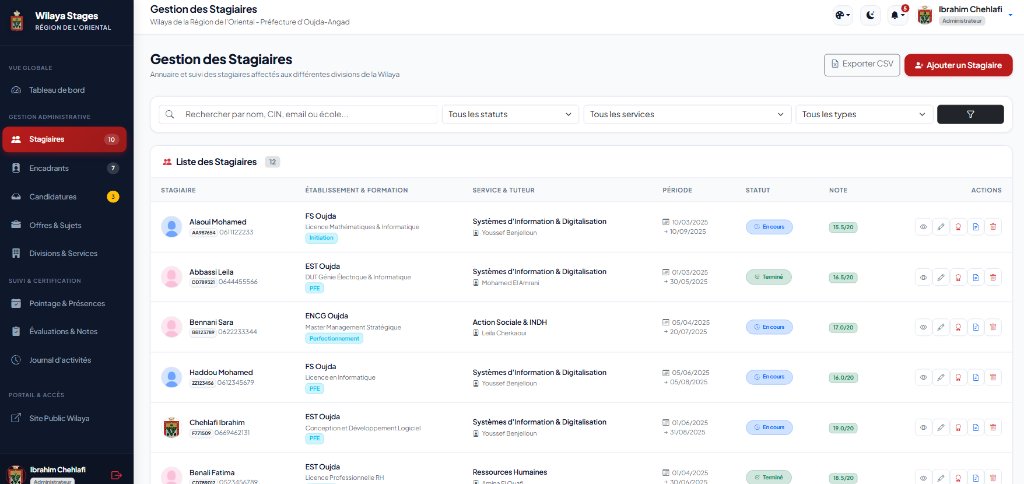 Wilaya Stages
RÉGION DE L'ORIENTAL
VUE GLOBALE
Tableau de bord
GESTION ADMINISTRATIVE
Stagiaires 10
Encadrants 7
Candidatures 3
Offres & Sujets
Divisions & Services
SUIVI & CERTIFICATION
Pointage & Présences
Évaluations & Notes
Journal d'activités
PORTAIL & ACCÈS
Site Public Wilaya
Ibrahim Chehlafi
Administrateur
Gestion des Stagiaires
Wilaya de la Région de l'Oriental - Préfecture d'Oujda-Angad
Ibrahim Chehlafi
Administrateur
Gestion des Stagiaires
Annuaire et suivi des stagiaires affectés aux différentes divisions de la Wilaya
Exporter CSV
Ajouter un Stagiaire
Rechercher par nom, CIN, email ou école...
Tous les statuts
Tous les services
Tous les types
Liste des Stagiaires 12
STAGIAIRE ÉTABLISSEMENT & FORMATION SERVICE & TUTEUR PÉRIODE STATUT NOTE ACTIONS
Alaoui Mohamed
AA987654 0611122233
FS Oujda
Licence Mathématiques & Informatique
Initiation
Systèmes d'Information & Digitalisation
Youssef Benjelloun
10/03/2025
→ 10/09/2025
En cours
15.5/20
Abbassi Leila
CD789321 0644455566
EST Oujda
DUT Génie Électrique & Informatique
PFE
Systèmes d'Information & Digitalisation
Mohamed El Amrani
01/03/2025
→ 30/05/2025
Terminé
16.5/20
Bennani Sara
BE123789 0622233344
ENCG Oujda
Master Management Stratégique
Perfectionnement
Action Sociale & INDH
Leila Cherkaoui
05/04/2025
→ 20/07/2025
En cours
17.0/20
Haddou Mohamed
ZZ123456 0612345679
FS Oujda
Licence en Informatique
PFE
Systèmes d'Information & Digitalisation
Youssef Benjelloun
05/06/2025
→ 05/08/2025
En cours
16.0/20
Chehlafi Ibrahim
F771509 0669462131
EST Oujda
Conception et Développement Logiciel
PFE
Systèmes d'Information & Digitalisation
Youssef Benjelloun
01/06/2025
→ 31/08/2025
En cours
19.0/20
Benali Fatima
EST Oujda
Licence Professionnelle RH
Ressources Humaines
01/04/2025
Terminé
18.5/20